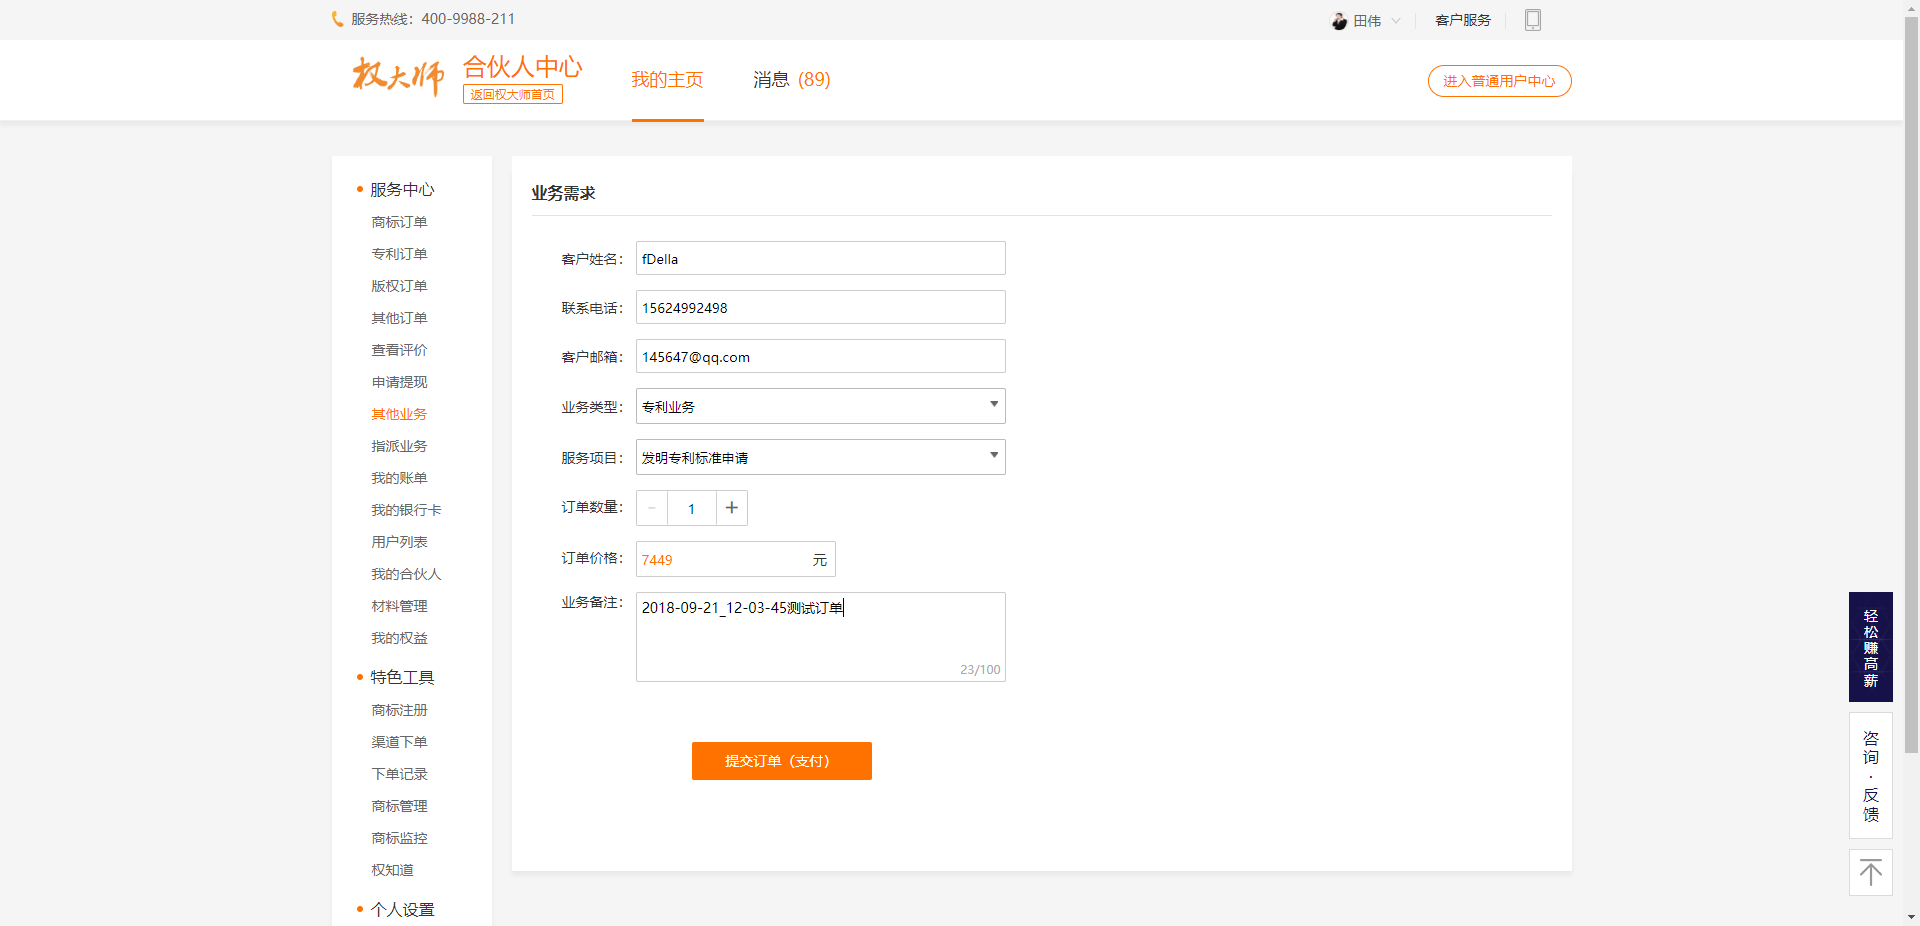 服务热线：400-9988-211
田伟
客户服务
权大师
合伙人中心
返回权大师首页
我的主页
消息 (89)
进入普通用户中心
服务中心
商标订单
专利订单
版权订单
其他订单
查看评价
申请提现
其他业务
指派业务
我的账单
我的银行卡
用户列表
我的合伙人
材料管理
我的权益
特色工具
商标注册
渠道下单
下单记录
商标管理
商标监控
权知道
个人设置
业务需求
客户姓名： fDella
联系电话： 15624992498
客户邮箱： 145647@qq.com
业务类型： 专利业务
服务项目： 发明专利标准申请
订单数量： − 1 +
订单价格： 7449 元
业务备注： 2018-09-21_12-03-45测试订单
23/100
提交订单（支付）
轻松赚高薪
咨询·反馈